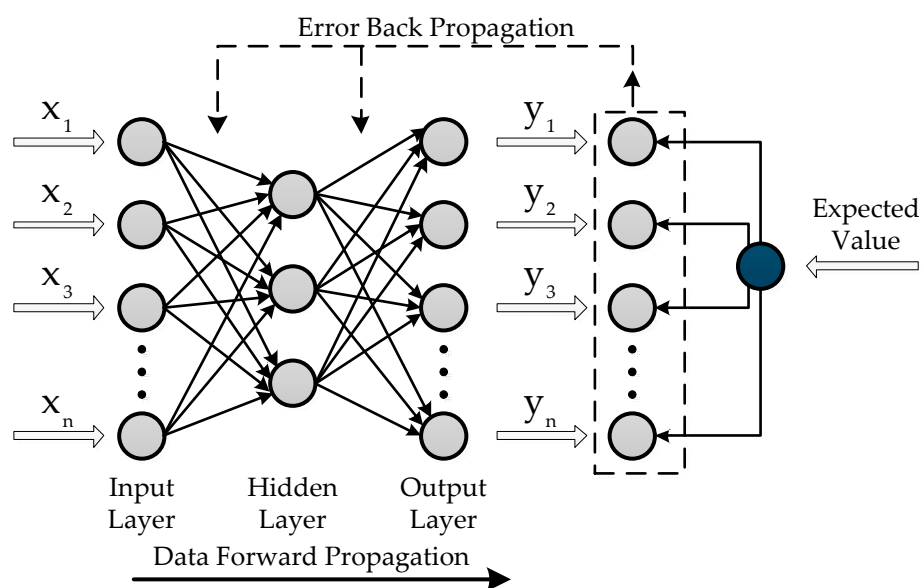 Error Back Propagation
x1
x2
x3
xn
y1
y2
y3
yn
Expected
Value
Input
Layer
Hidden
Layer
Output
Layer
Data Forward Propagation